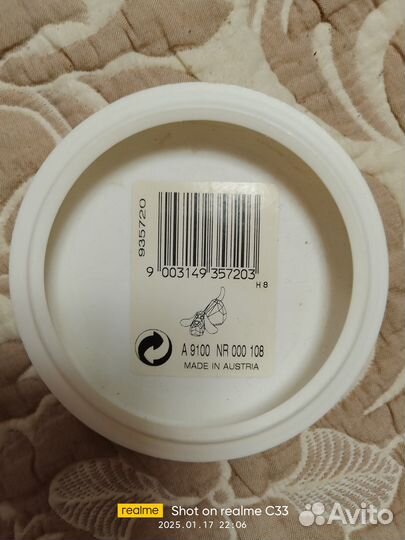 935720
9 003149 357203
H 8
A 9100 NR 000 108
MADE IN AUSTRIA
realme Shot on realme C33
2025.01.17 22:06
Avito